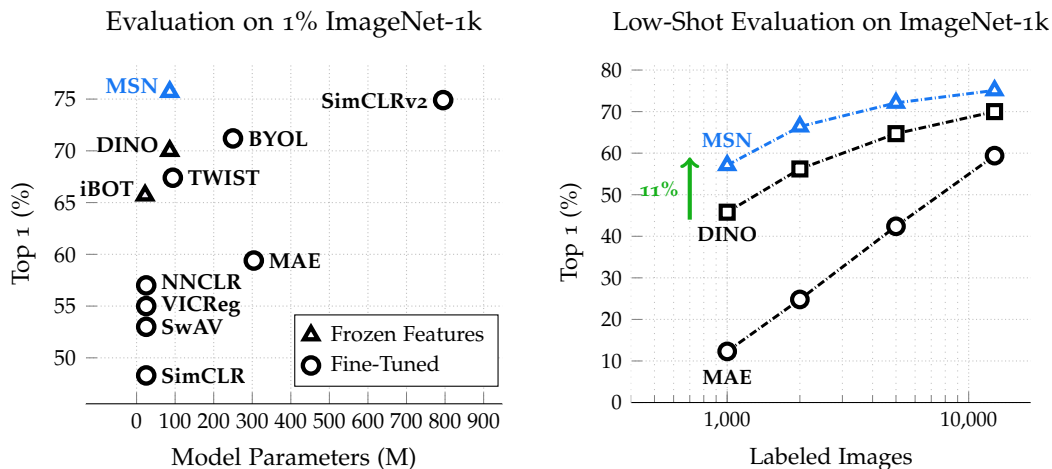 Evaluation on 1% ImageNet-1k
Top 1 (%)
75
70
65
60
55
50
MSN
SimCLRv2
BYOL
DINO
TWIST
iBOT
MAE
NNCLR
VICReg
SwAV
SimCLR
Frozen Features
Fine-Tuned
0 100 200 300 400 500 600 700 800 900
Model Parameters (M)
Low-Shot Evaluation on ImageNet-1k
Top 1 (%)
80
70
60
50
40
30
20
10
0
MSN
11%
DINO
MAE
1,000 10,000
Labeled Images